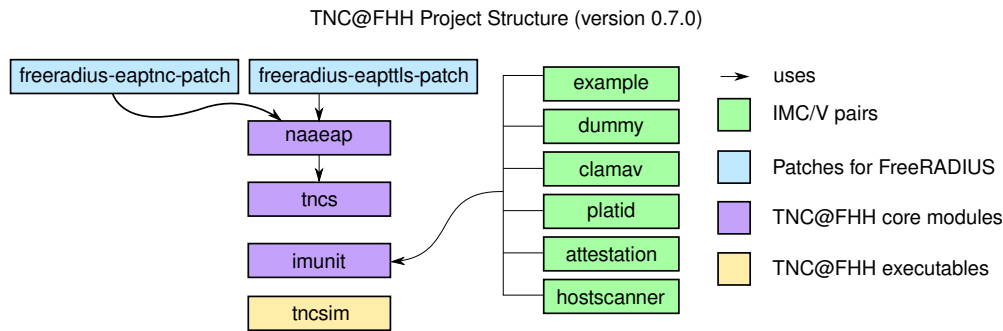 TNC@FHH Project Structure (version 0.7.0)
freeradius-eaptnc-patch
freeradius-eapttls-patch
naaeap
tncs
imunit
tncsim
example
dummy
clamav
platid
attestation
hostscanner
uses
IMC/V pairs
Patches for FreeRADIUS
TNC@FHH core modules
TNC@FHH executables